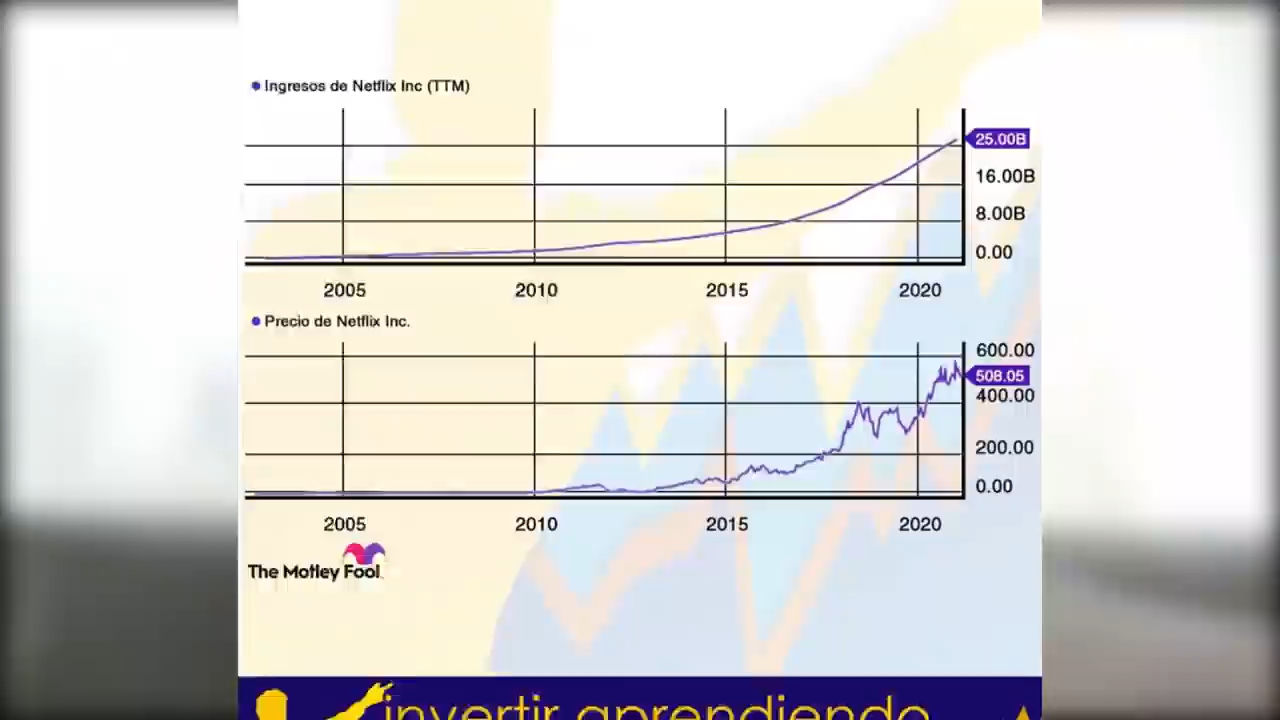 Ingresos de Netflix Inc (TTM)
25.00B
16.00B
8.00B
0.00
2005 2010 2015 2020
Precio de Netflix Inc.
600.00
508.05
400.00
200.00
0.00
2005 2010 2015 2020
The Motley Fool
invertir aprendiendo